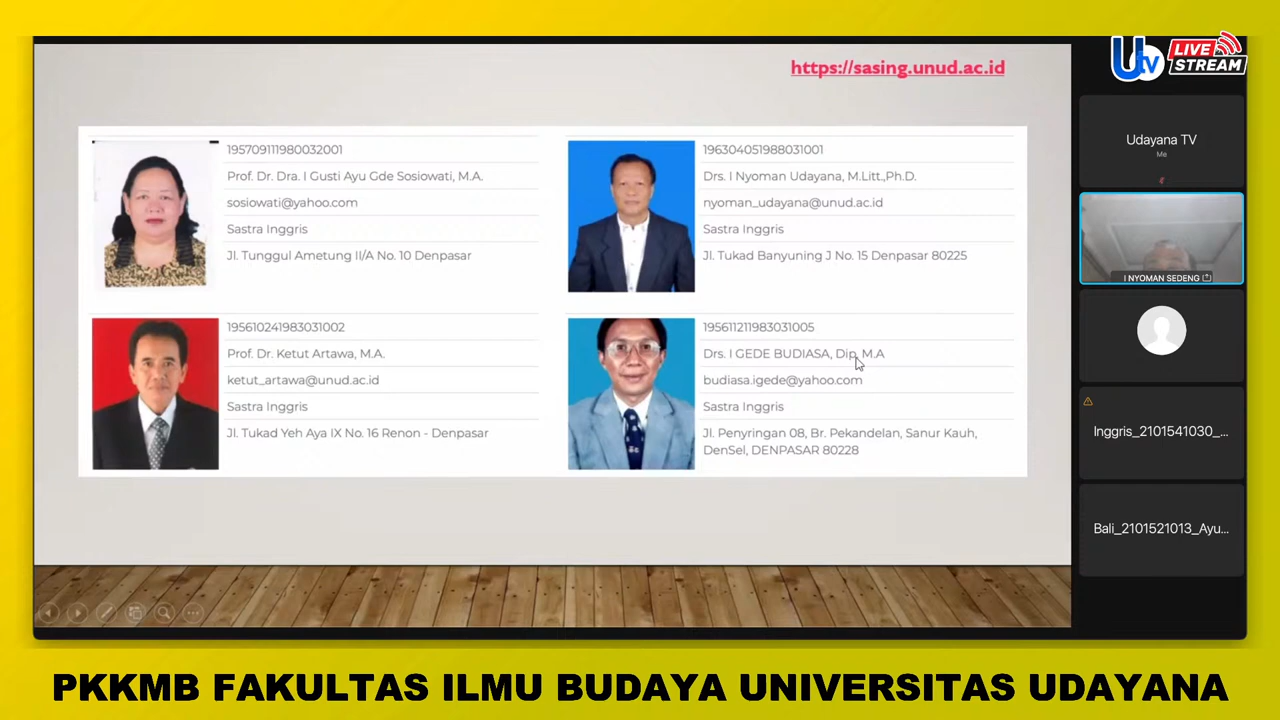 LIVE
STREAM
Utv
https://sasing.unud.ac.id
195709111980032001
Prof. Dr. Dra. I Gusti Ayu Gde Sosiowati, M.A.
sosiowati@yahoo.com
Sastra Inggris
Jl. Tunggul Ametung II/A No. 10 Denpasar
196304051988031001
Drs. I Nyoman Udayana, M.Litt.,Ph.D.
nyoman_udayana@unud.ac.id
Sastra Inggris
Jl. Tukad Banyuning J No. 15 Denpasar 80225
195610241983031002
Prof. Dr. Ketut Artawa, M.A.
ketut_artawa@unud.ac.id
Sastra Inggris
Jl. Tukad Yeh Aya IX No. 16 Renon - Denpasar
195611211983031005
Drs. I GEDE BUDIASA, Dip. M.A
budiasa.igede@yahoo.com
Sastra Inggris
Jl. Penyringan 08, Br. Pekandelan, Sanur Kauh,
DenSel, DENPASAR 80228
Udayana TV
Me
I NYOMAN SEDENG
Inggris_2101541030_...
Bali_2101521013_Ayu...
PKKMB FAKULTAS ILMU BUDAYA UNIVERSITAS UDAYANA